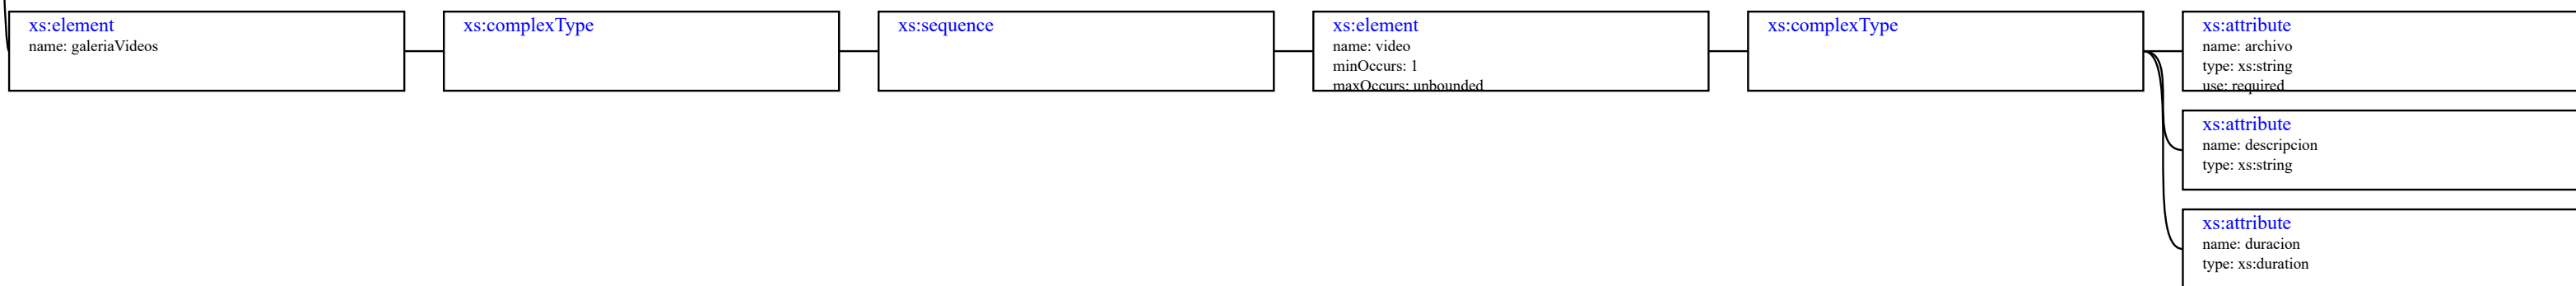 xs:element
name: galeriaVideos
xs:complexType
xs:sequence
xs:element
name: video
minOccurs: 1
maxOccurs: unbounded
xs:complexType
xs:attribute
name: archivo
type: xs:string
use: required
xs:attribute
name: descripcion
type: xs:string
xs:attribute
name: duracion
type: xs:duration